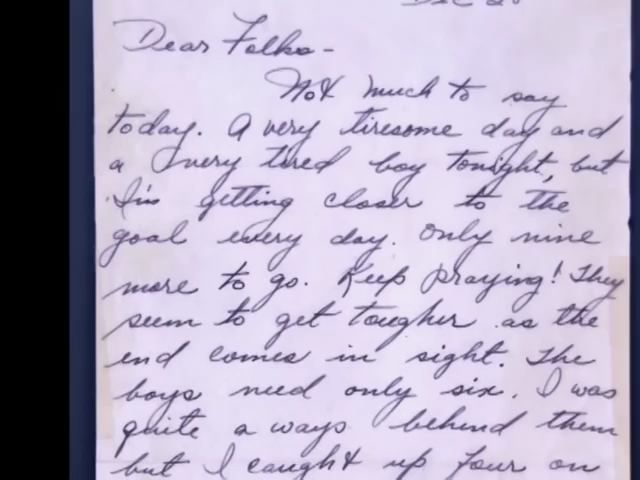 Dec 20
Dear Folks -
Not much to say
today. A very tiresome day and
a very tired boy tonight, but
I'm getting closer to the
goal every day. Only nine
more to go. Keep praying! They
seem to get tougher as the
end comes in sight. The
boys need only six. I was
quite a ways behind them
but I caught up four on